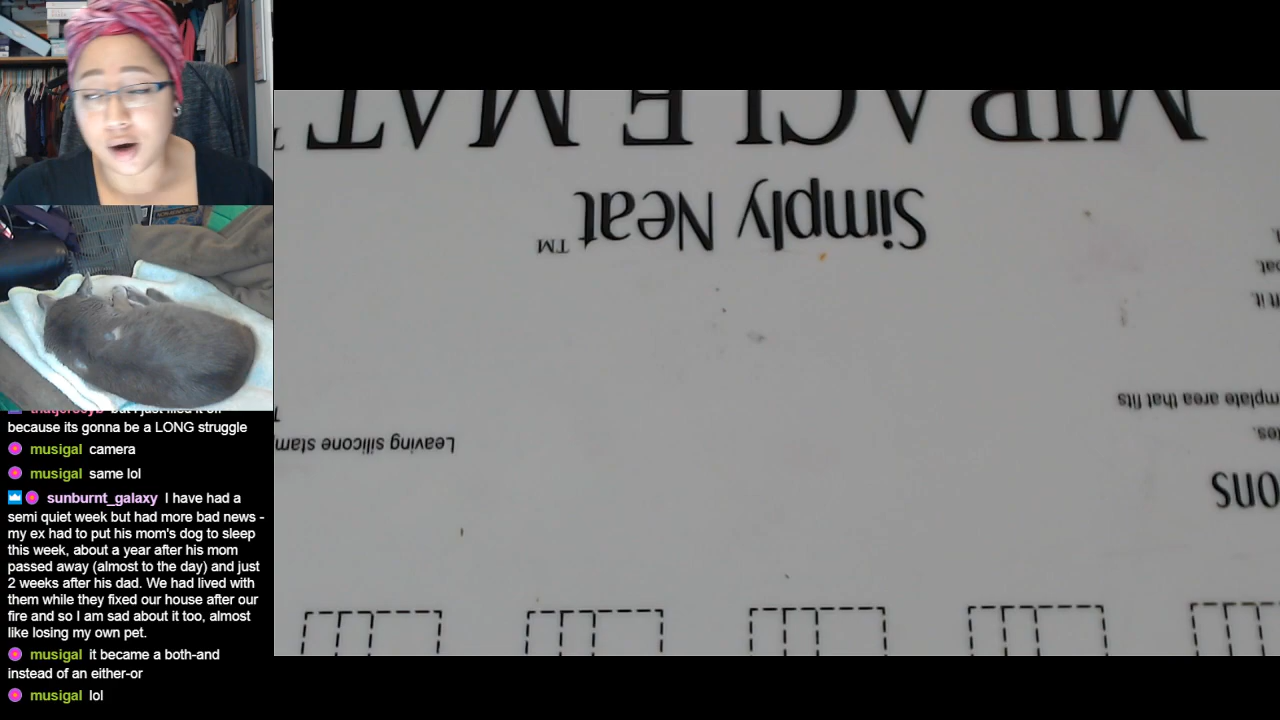 because its gonna be a LONG struggle
musigal camera
musigal same lol
sunburnt_galaxy I have had a
semi quiet week but had more bad news -
my ex had to put his mom's dog to sleep
this week, about a year after his mom
passed away (almost to the day) and just
2 weeks after his dad. We had lived with
them while they fixed our house after our
fire and so I am sad about it too, almost
like losing my own pet.
musigal it became a both-and
instead of an either-or
musigal lol
MIRACLE MAT
Simply Neat™
Leaving silicone
that fits
area